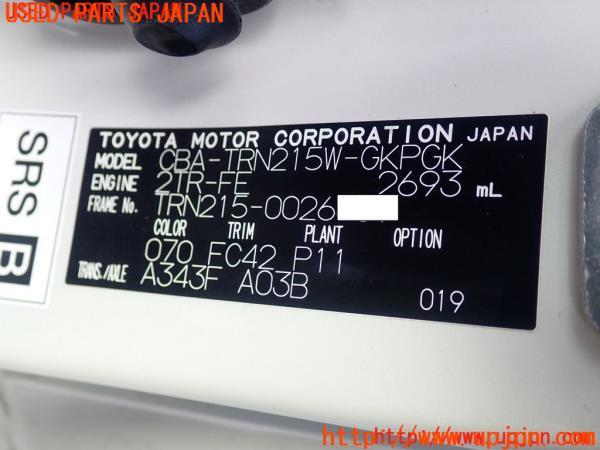 USED PARTS JAPAN
SRS B
TOYOTA MOTOR CORPORATION JAPAN
MODEL CBA-TRN215W-GKPGK
ENGINE 2TR-FE 2693 mL
FRAME No. TRN215-0026
COLOR TRIM PLANT OPTION
070 FC42 P11
TRANS./AXLE A343F A03B 019